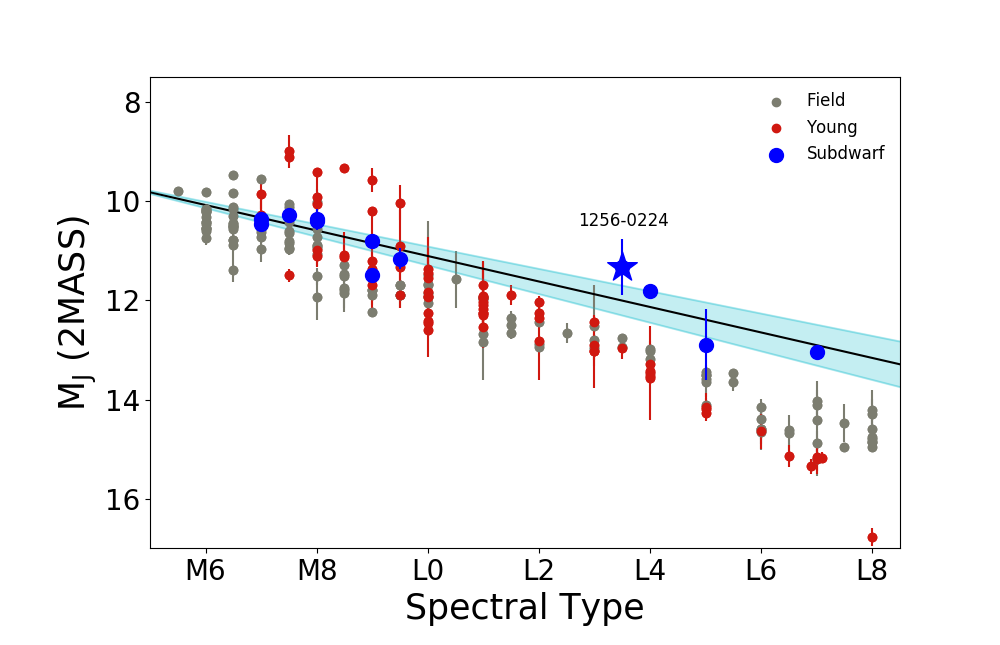 8
10
12
14
16
M_J (2MASS)
Field
Young
Subdwarf
1256-0224
M6 M8 L0 L2 L4 L6 L8
Spectral Type